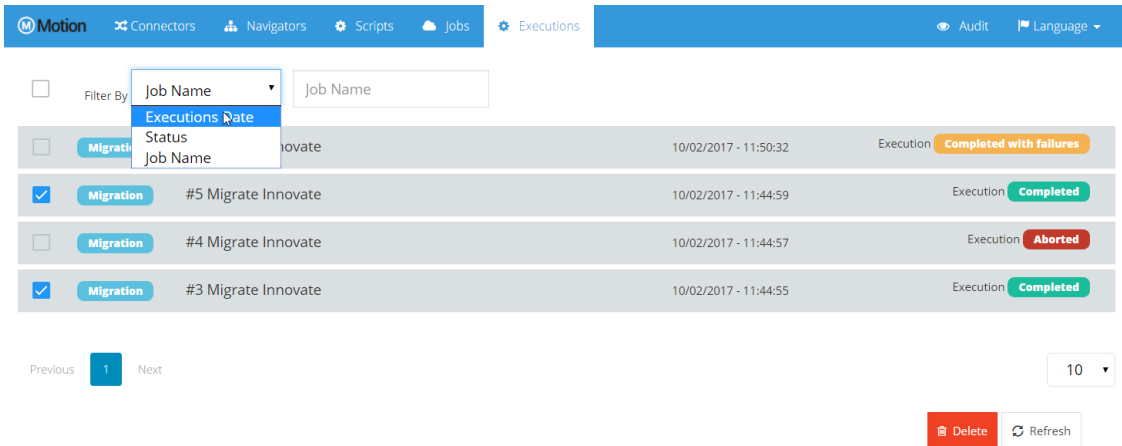 M Motion Connectors Navigators Scripts Jobs Executions Audit Language
Filter By Job Name Job Name
Executions Date
Status
Job Name
10/02/2017 - 11:50:32 Execution Completed with failures
Migration #5 Migrate Innovate 10/02/2017 - 11:44:59 Execution Completed
Migration #4 Migrate Innovate 10/02/2017 - 11:44:57 Execution Aborted
Migration #3 Migrate Innovate 10/02/2017 - 11:44:55 Execution Completed
Previous 1 Next 10
Delete Refresh